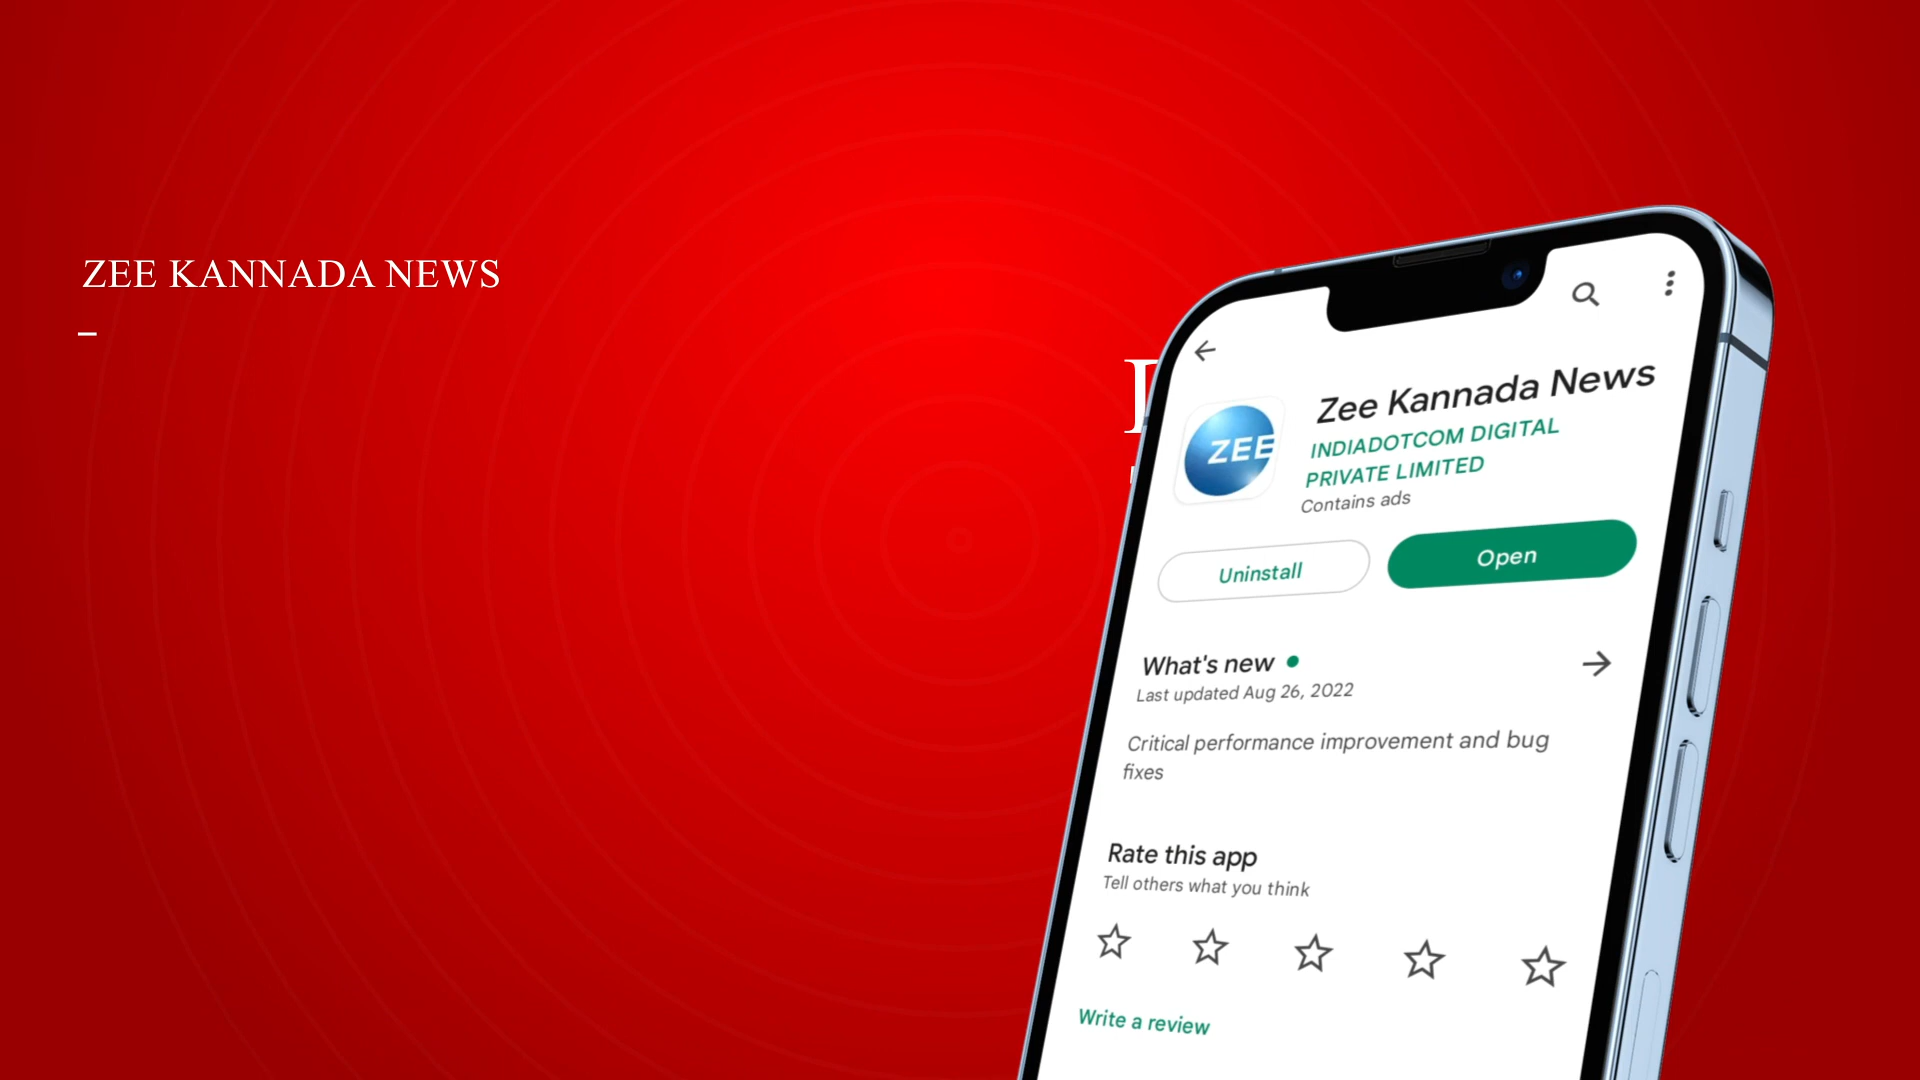 ZEE KANNADA NEWS
Zee Kannada News
ZEE
INDIADOTCOM DIGITAL
PRIVATE LIMITED
Contains ads
Uninstall
Open
What's new
Last updated Aug 26, 2022
Critical performance improvement and bug
fixes
Rate this app
Tell others what you think
Write a review